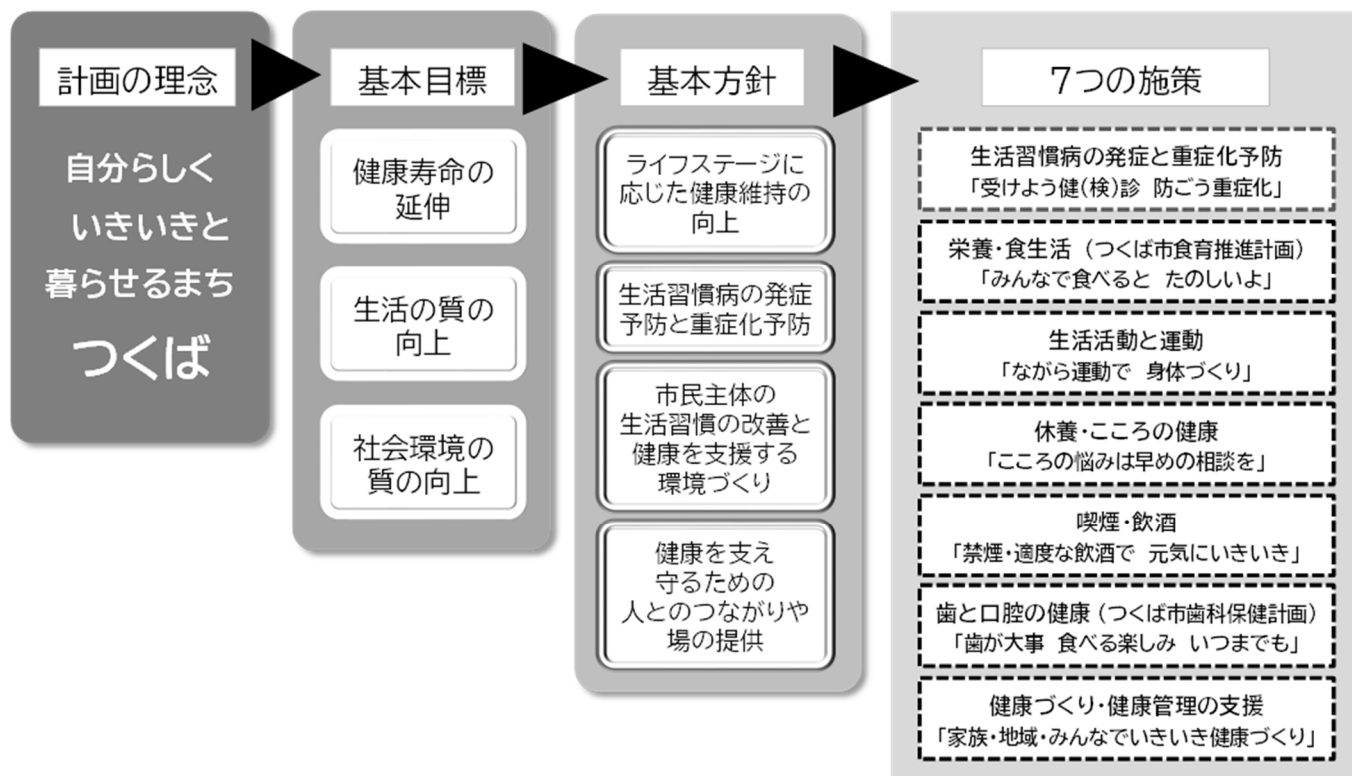 計画の理念
自分らしく
いきいきと
暮らせるまち
つくば
基本目標
健康寿命の
延伸
生活の質の
向上
社会環境の
質の向上
基本方針
ライフステージに
応じた健康維持の
向上
生活習慣病の発症
予防と重症化予防
市民主体の
生活習慣の改善と
健康を支援する
環境づくり
健康を支え
守るための
人とのつながりや
場の提供
7つの施策
生活習慣病の発症と重症化予防
「受けよう健(検)診 防ごう重症化」
栄養・食生活 (つくば市食育推進計画)
「みんなで食べると たのしいよ」
生活活動と運動
「ながら運動で 身体づくり」
休養・こころの健康
「こころの悩みは早めの相談を」
喫煙・飲酒
「禁煙・適度な飲酒で 元気にいきいき」
歯と口腔の健康 (つくば市歯科保健計画)
「歯が大事 食べる楽しみ いつまでも」
健康づくり・健康管理の支援
「家族・地域・みんなでいきいき健康づくり」